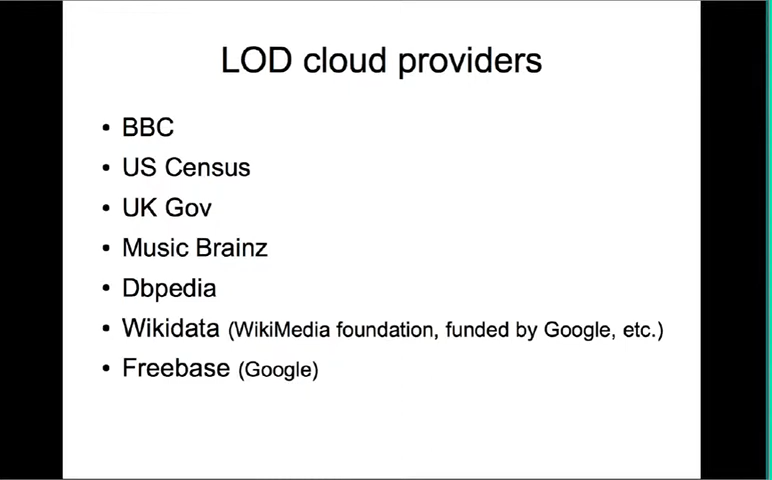 LOD cloud providers
• BBC
• US Census
• UK Gov
• Music Brainz
• Dbpedia
• Wikidata (WikiMedia foundation, funded by Google, etc.)
• Freebase (Google)